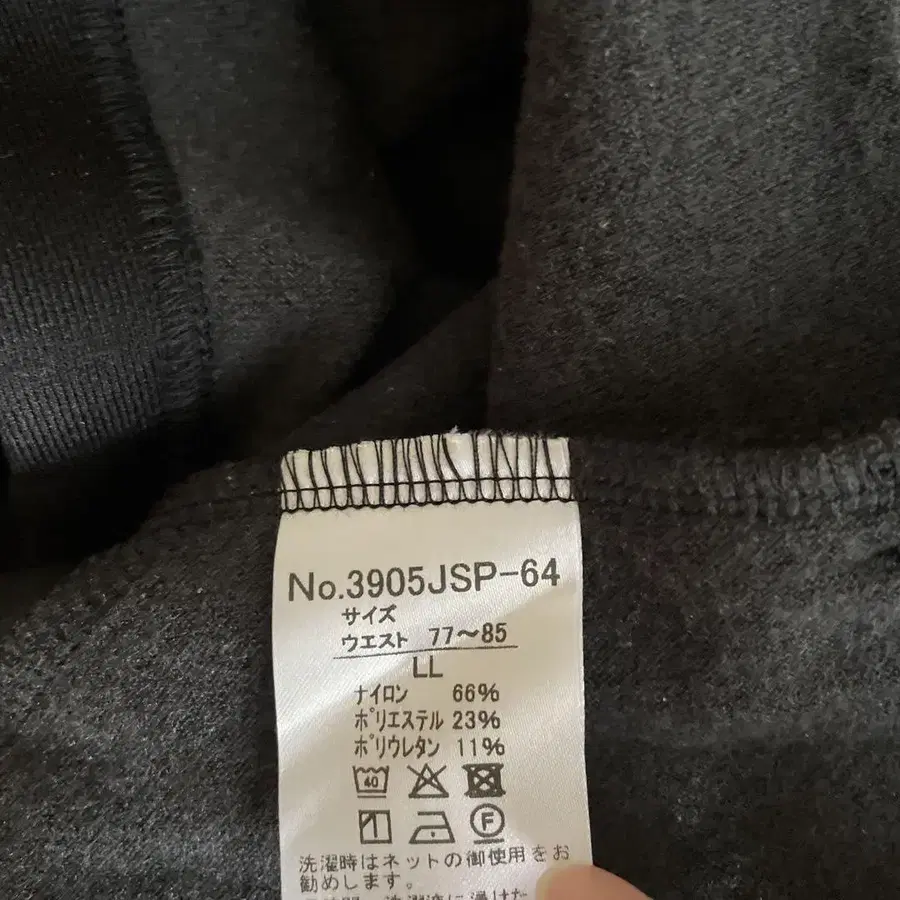 No.3905JSP-64
サイズ
ウエスト 77〜85
LL
ナイロン 66%
ポリエステル 23%
ポリウレタン 11%
40
F
洗濯時はネットの御使用をお
勧めします。